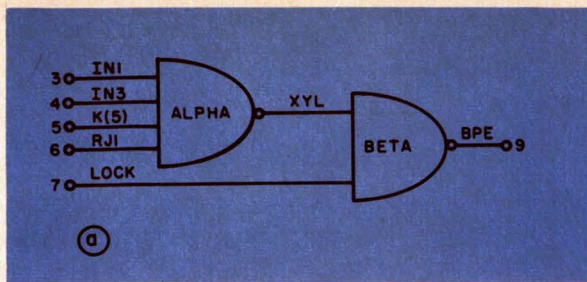 3 IN1
4 IN3
5 K(5)
6 RJ1
7 LOCK
ALPHA
XYL
BETA
BPE 9
a